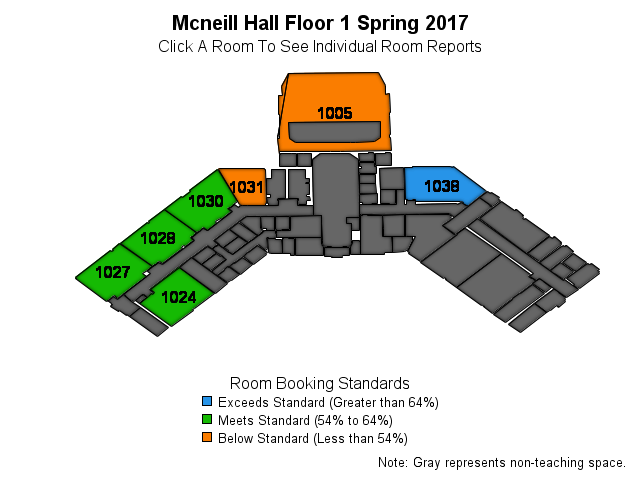 Mcneill Hall Floor 1 Spring 2017
Click A Room To See Individual Room Reports
1005
1031
1038
1030
1028
1027
1024
Room Booking Standards
Exceeds Standard (Greater than 64%)
Meets Standard (54% to 64%)
Below Standard (Less than 54%)
Note: Gray represents non-teaching space.